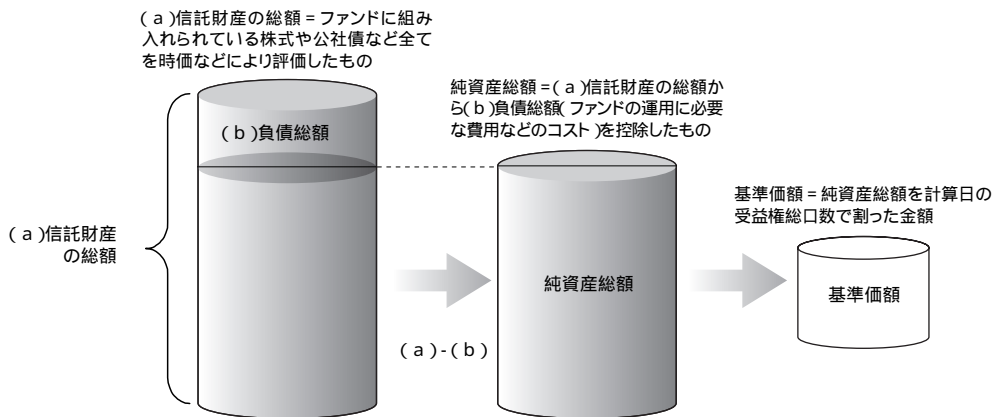 (a)信託財産の総額=ファンドに組み
入れられている株式や公社債など全て
を時価などにより評価したもの
(b)負債総額
(a)信託財産
の総額
純資産総額=(a)信託財産の総額か
ら(b)負債総額(ファンドの運用に必要
な費用などのコスト)を控除したもの
純資産総額
(a)-(b)
基準価額=純資産総額を計算日の
受益権総口数で割った金額
基準価額